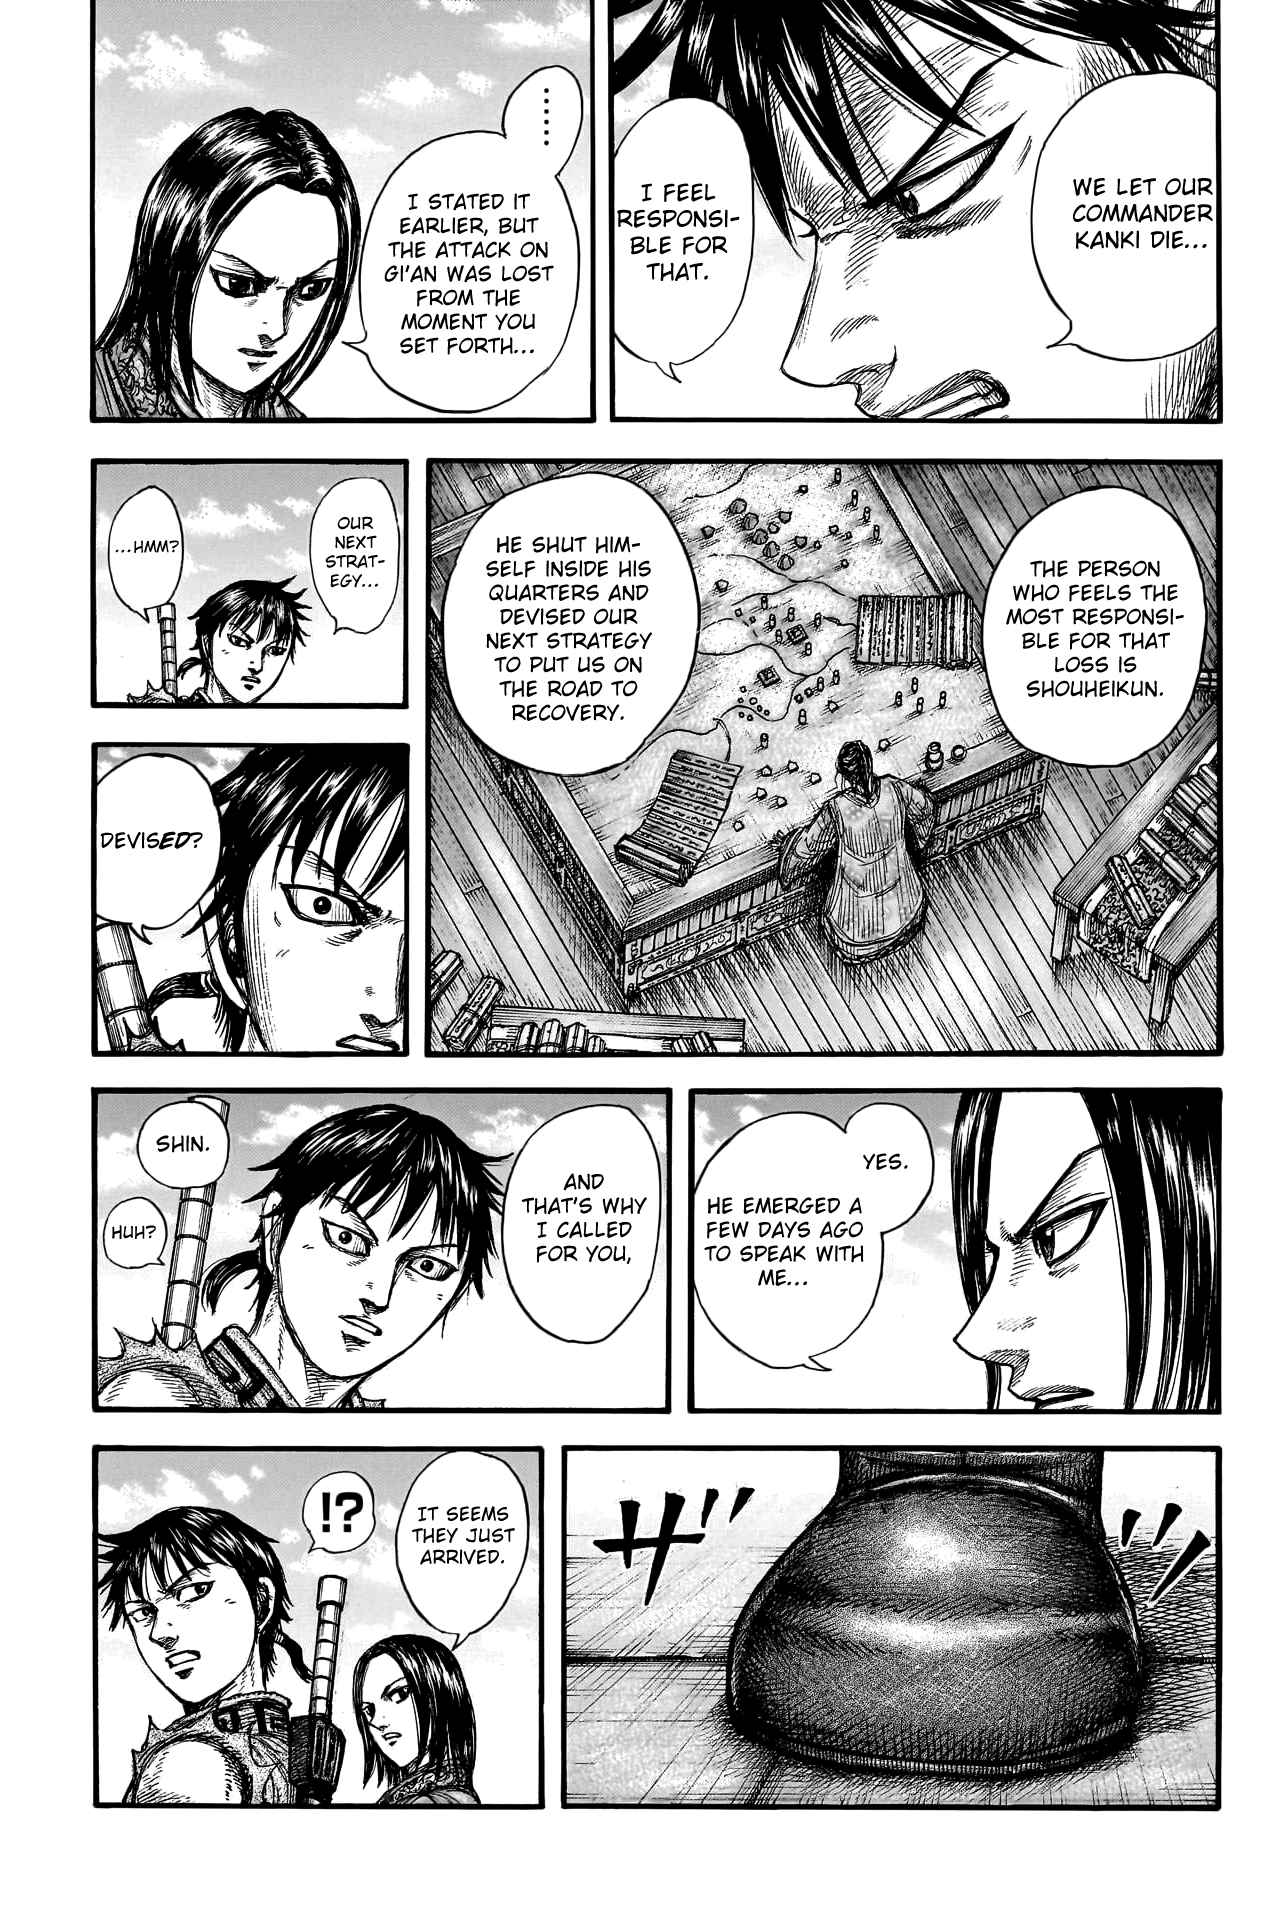 WE LET OUR
COMMANDER
KANKI DIE...
I FEEL
RESPONSI-
BLE FOR
THAT.
......
I STATED IT
EARLIER, BUT
THE ATTACK ON
GI'AN WAS LOST
FROM THE
MOMENT YOU
SET FORTH...
THE PERSON
WHO FEELS THE
MOST RESPONSI-
BLE FOR THAT
LOSS IS
SHOUHEIKUN.
HE SHUT HIM-
SELF INSIDE HIS
QUARTERS AND
DEVISED OUR
NEXT STRATEGY
TO PUT US ON
THE ROAD TO
RECOVERY.
OUR
NEXT
STRAT-
EGY...
...HMM?
DEVISED?
YES.
HE EMERGED A
FEW DAYS AGO
TO SPEAK WITH
ME...
AND
THAT'S WHY
I CALLED
FOR YOU,
SHIN.
HUH?
ザッ
IT SEEMS
THEY JUST
ARRIVED.
!?